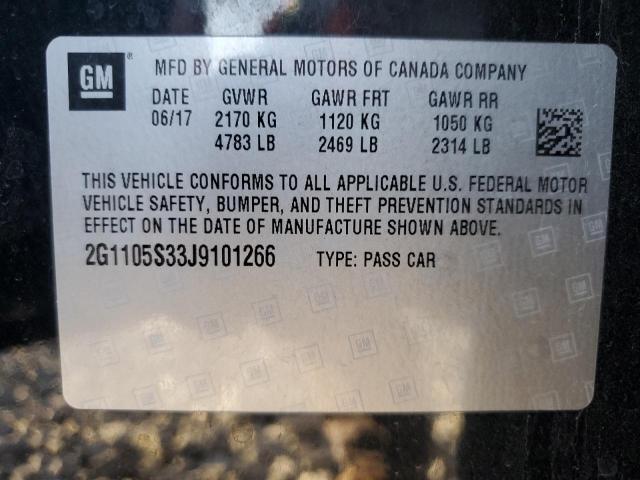 GM ® MFD BY GENERAL MOTORS OF CANADA COMPANY
DATE GVWR GAWR FRT GAWR RR
06/17 2170 KG 1120 KG 1050 KG
4783 LB 2469 LB 2314 LB
THIS VEHICLE CONFORMS TO ALL APPLICABLE U.S. FEDERAL MOTOR
VEHICLE SAFETY, BUMPER, AND THEFT PREVENTION STANDARDS IN
EFFECT ON THE DATE OF MANUFACTURE SHOWN ABOVE.
2G1105S33J9101266 TYPE: PASS CAR